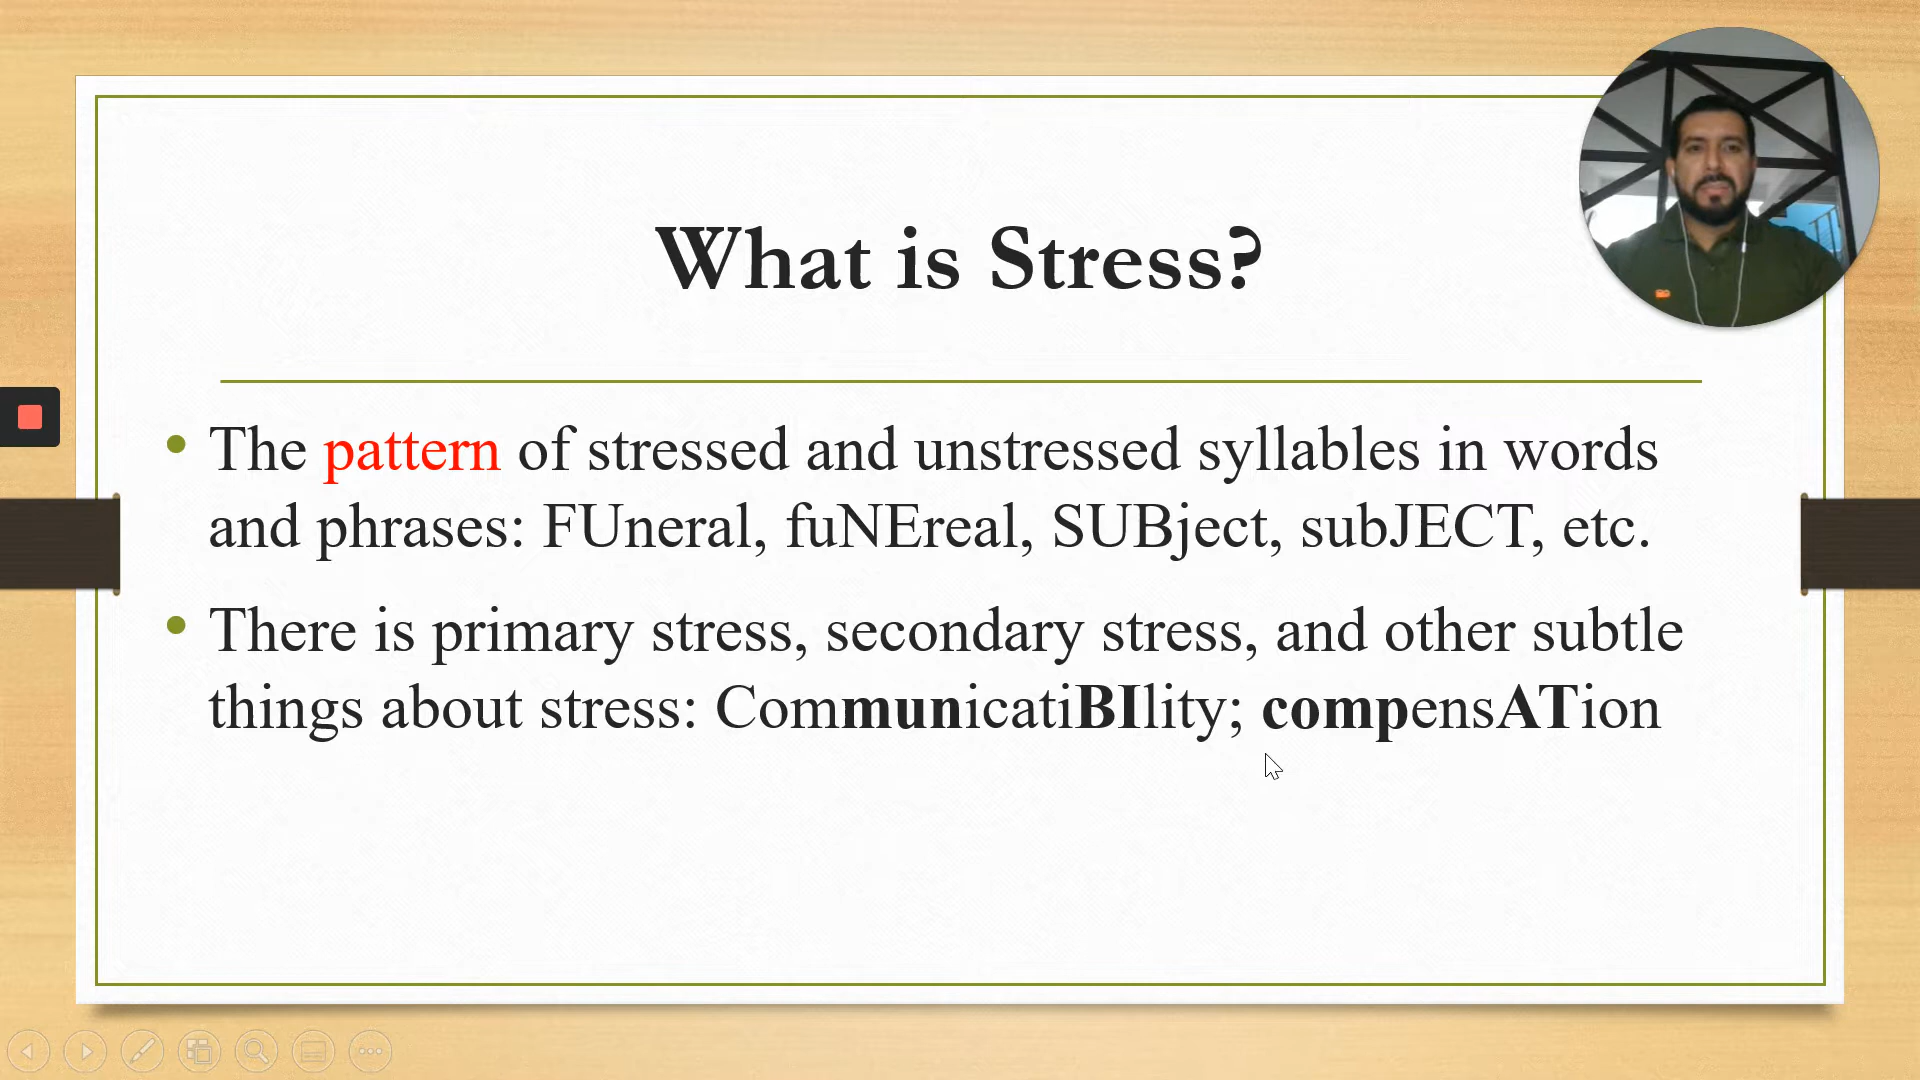 What is Stress?
• The pattern of stressed and unstressed syllables in words
and phrases: FUneral, fuNEreal, SUBject, subJECT, etc.
• There is primary stress, secondary stress, and other subtle
things about stress: CommunicatiBIlity; compensATion